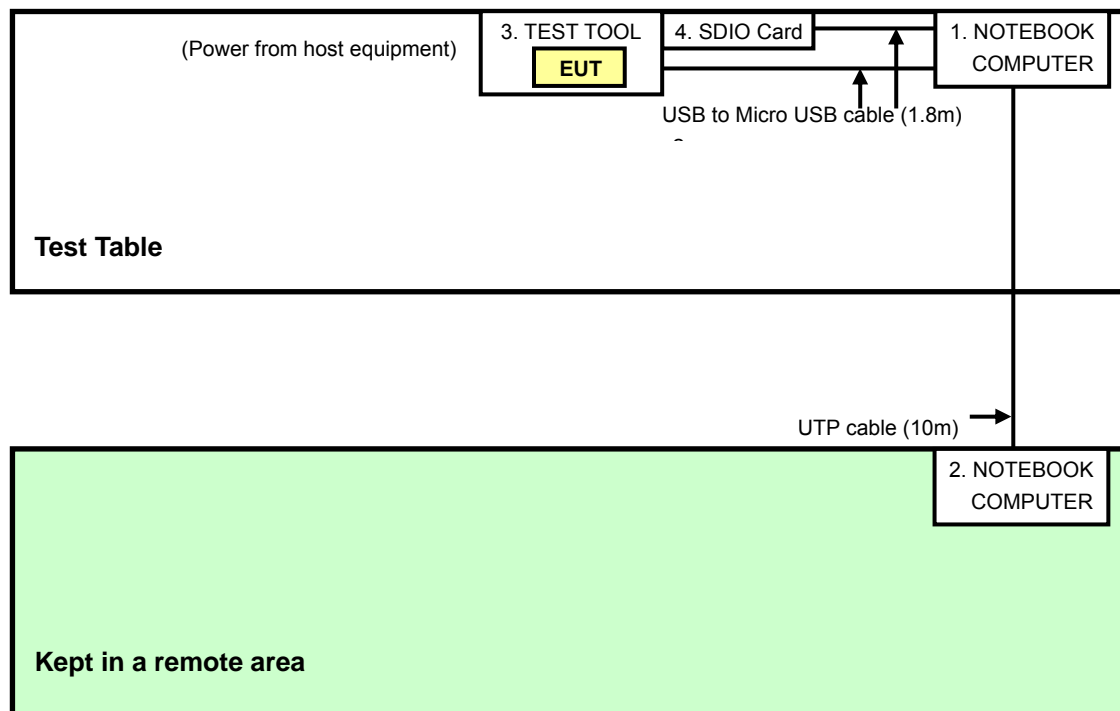 (Power from host equipment)
3. TEST TOOL
EUT
4. SDIO Card
1. NOTEBOOK
COMPUTER
USB to Micro USB cable (1.8m)
Test Table
UTP cable (10m)
2. NOTEBOOK
COMPUTER
Kept in a remote area